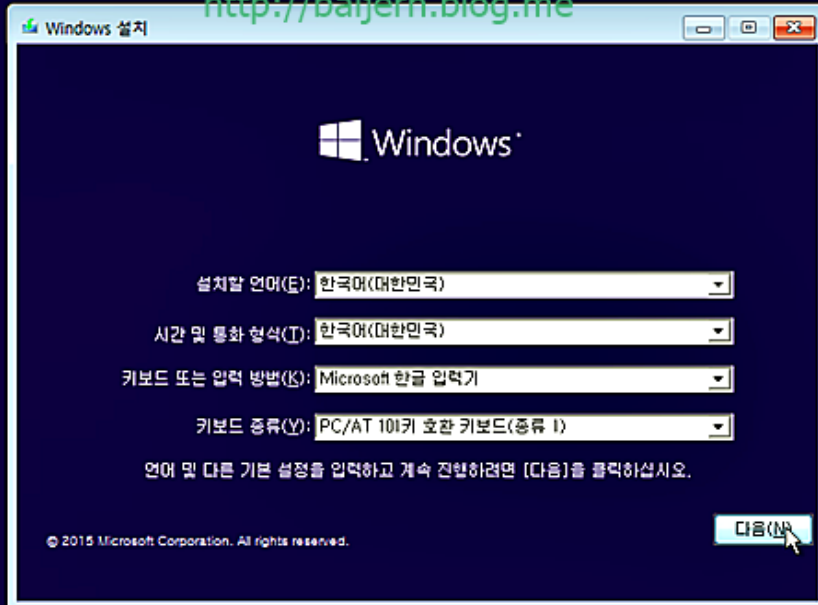 http://baijern.blog.me
Windows 설치
Windows
설치할 언어(E): 한국어(대한민국)
시간 및 통화 형식(T): 한국어(대한민국)
키보드 또는 입력 방법(K): Microsoft 한글 입력기
키보드 종류(Y): PC/AT 101키 호환 키보드(종류 1)
언어 및 다른 기본 설정을 입력하고 계속 진행하려면 [다음]을 클릭하십시오.
다음(N)
© 2015 Microsoft Corporation. All rights reserved.